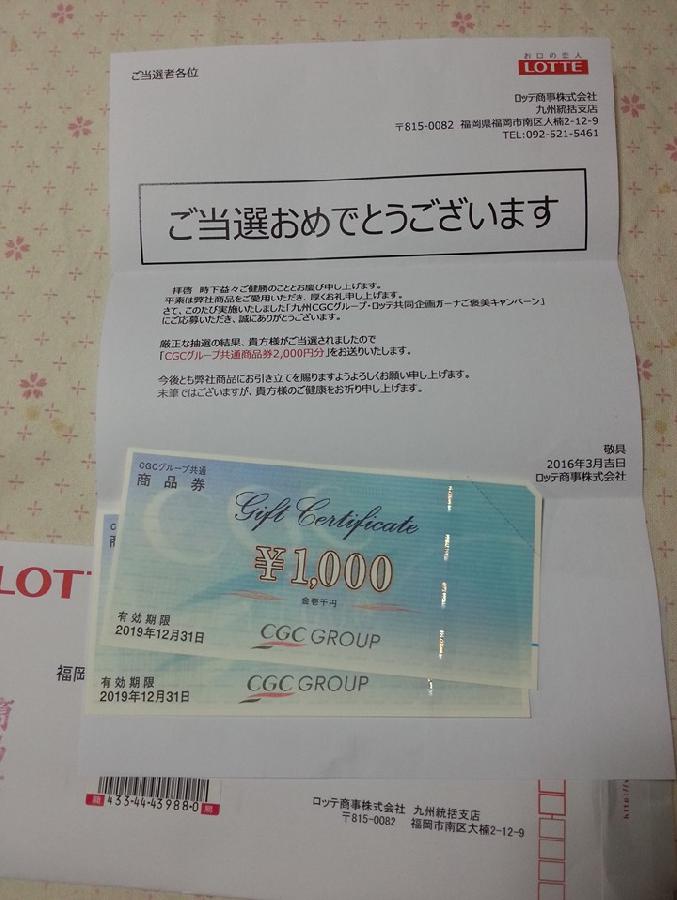 ご当選者各位
お口の恋人
LOTTE
ロッテ商事株式会社
九州統括支店
〒815-0082 福岡県福岡市南区大楠2-12-9
TEL:092-521-5461
ご当選おめでとうございます
拝啓 時下益々ご健勝のこととお慶び申し上げます。
平素は弊社商品をご愛用いただき、厚くお礼申し上げます。
さて、このたび実施いたしました「九州CGCグループ・ロッテ共同企画ガーナご褒美キャンペーン」
にご応募いただき、誠にありがとうございます。
厳正な抽選の結果、貴方様がご当選されましたので
「CGCグループ共通商品券2,000円分」をお送りいたします。
今後とも弊社商品にお引き立てを賜りますようよろしくお願い申し上げます。
末筆ではございますが、貴方様のご健康をお祈り申し上げます。
敬具
2016年3月吉日
ロッテ商事株式会社
CGCグループ共通
商品券
Gift Certificate
¥1,000
金壱千円
有効期限
2019年12月31日
CGC GROUP
有効期限
2019年12月31日
CGC GROUP
LOT
福岡
433-44-43988-0
ロッテ商事株式会社 九州統括支店
〒815-0082 福岡市南区大楠2-12-9